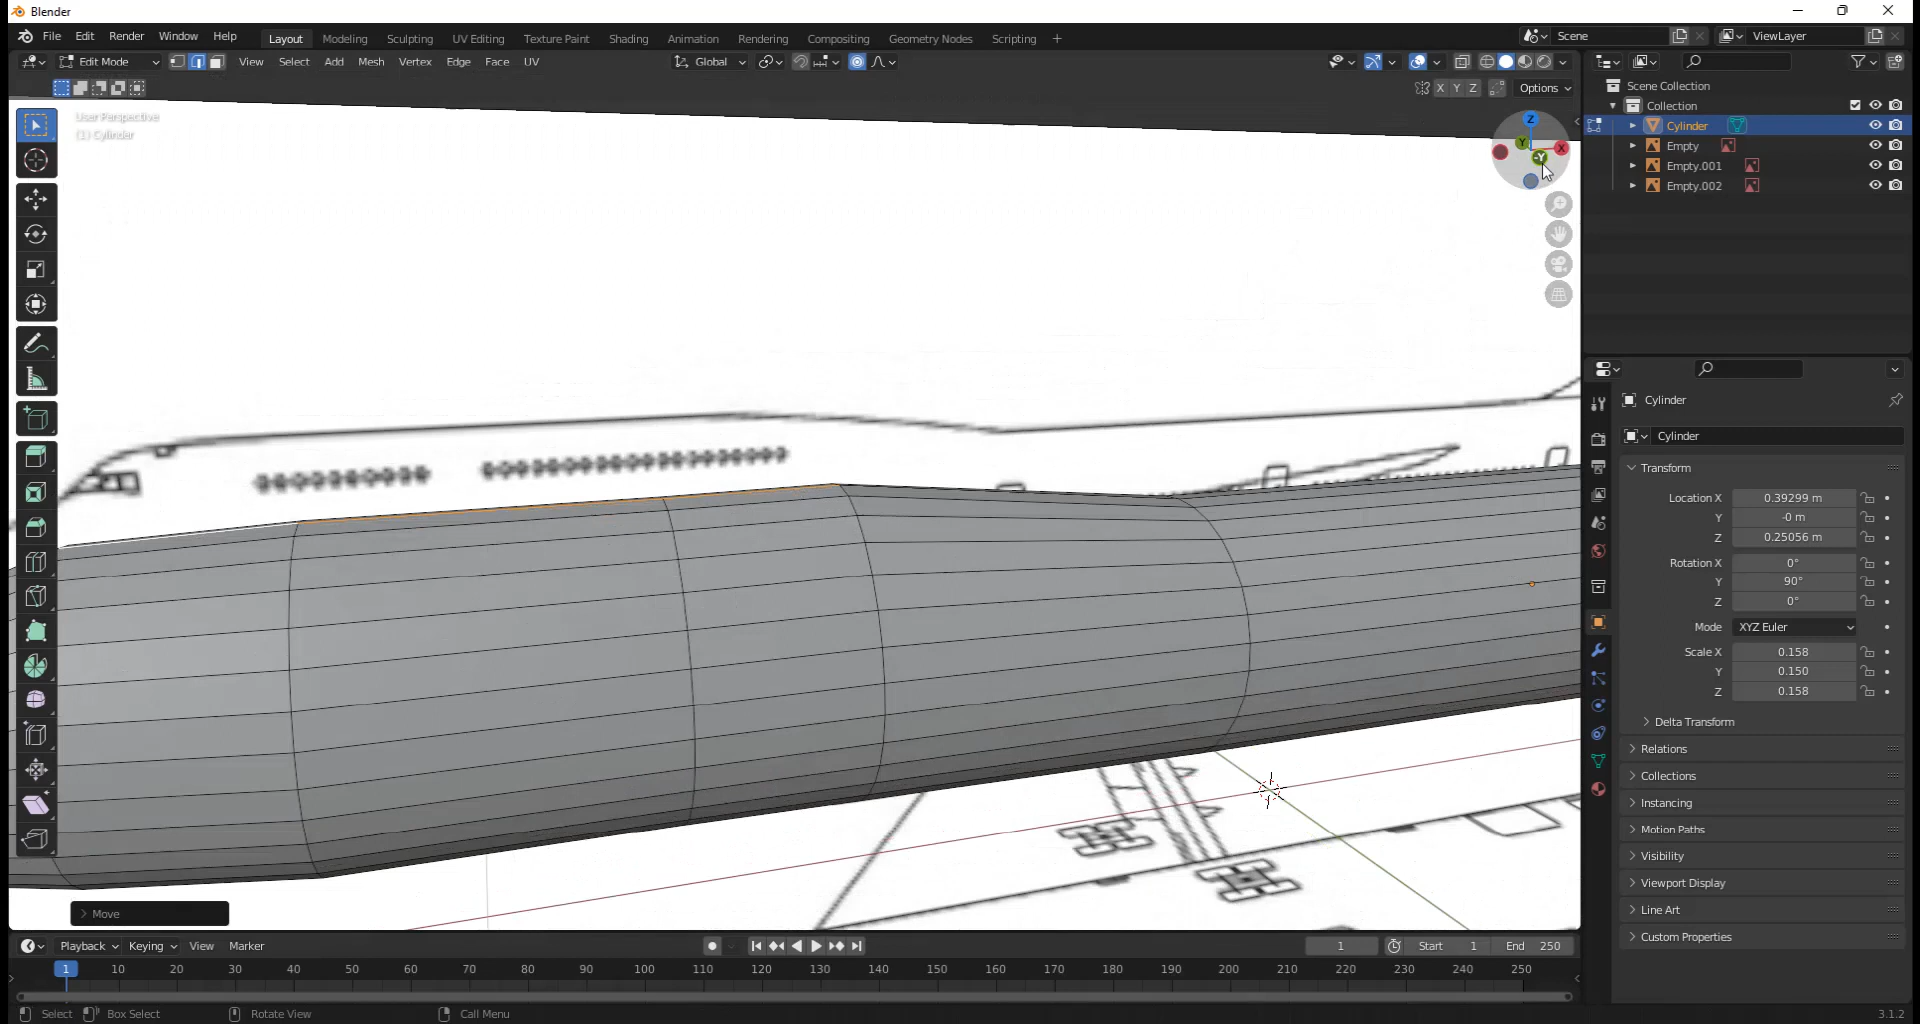 Blender
File Edit Render Window Help
Layout Modeling Sculpting UV Editing Texture Paint Shading Animation Rendering Compositing Geometry Nodes Scripting +
Scene
ViewLayer
Edit Mode View Select Add Mesh Vertex Edge Face UV
Global
X Y Z Options
User Perspective
(1) Cylinder
Z
Y
X
-Y
Scene Collection
Collection
Cylinder
Empty
Empty.001
Empty.002
Cylinder
Cylinder
Transform
Location X 0.39299 m
Y -0 m
Z 0.25056 m
Rotation X 0°
Y 90°
Z 0°
Mode XYZ Euler
Scale X 0.158
Y 0.150
Z 0.158
Delta Transform
Relations
Collections
Instancing
Motion Paths
Visibility
Viewport Display
Line Art
Custom Properties
Move
Playback Keying View Marker
1 Start 1 End 250
1 10 20 30 40 50 60 70 80 90 100 110 120 130 140 150 160 170 180 190 200 210 220 230 240 250
Select Box Select Rotate View Call Menu
3.1.2